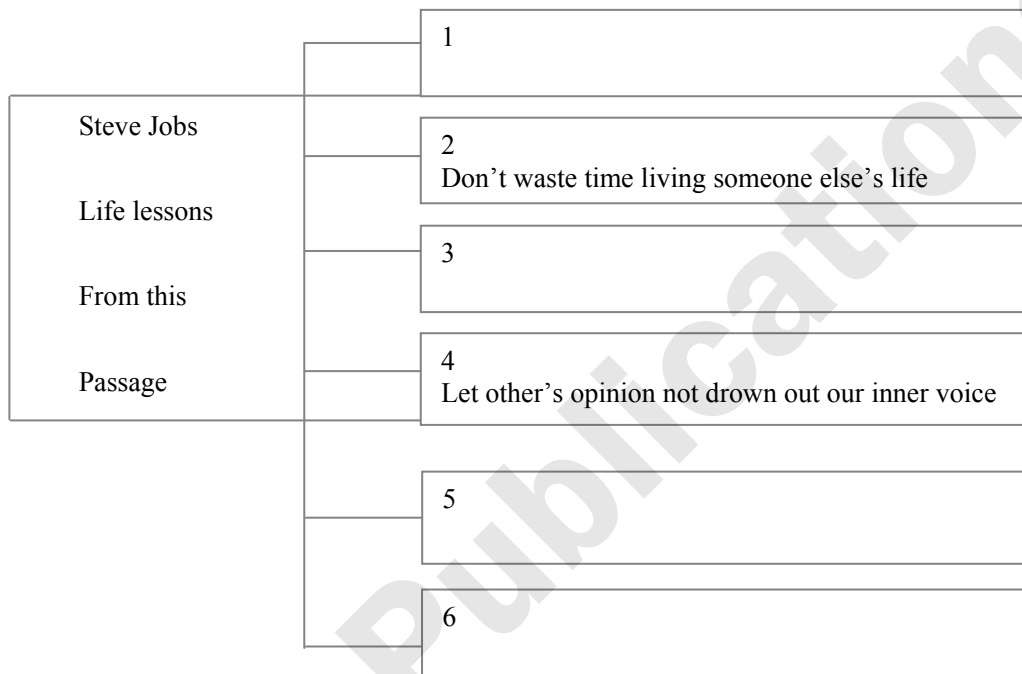 1
Steve Jobs
Life lessons
From this
Passage
2
Don’t waste time living someone else’s life
3
4
Let other’s opinion not drown out our inner voice
5
6
Publication